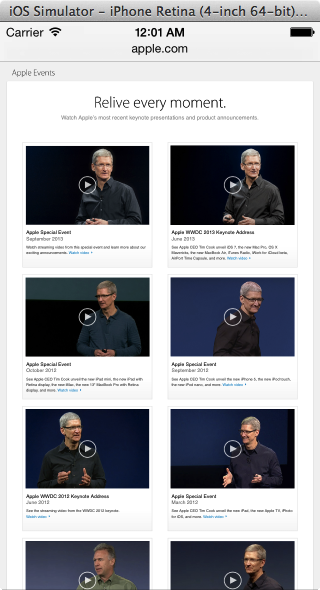 iOS Simulator – iPhone Retina (4-inch 64-bit)...
Carrier 12:01 AM
apple.com
Apple Events
Relive every moment.
Watch Apple's most recent keynote presentations and product announcements.
Apple Special Event
September 2013
Watch streaming video from the special event and learn more about our
exciting announcements. Watch video
Apple WWDC 2013 Keynote Address
June 2013
See Apple CEO Tim Cook unveil iOS 7, the new Mac Pro, OS X
Mavericks, the new MacBook Air, iTunes Radio, iWork for iCloud beta,
AirPort Time Capsule, and more. Watch video
Apple Special Event
October 2012
See Apple CEO Tim Cook unveil the new iPad mini, the new iPad with
Retina display, the new iMac, the new 13" MacBook Pro with Retina
display, and more. Watch video
Apple Special Event
September 2012
See Apple CEO Tim Cook unveil the new iPhone 5, the new iPod touch,
the new iPod nano, and more. Watch video
Apple WWDC 2012 Keynote Address
June 2012
See the streaming video from the WWDC 2012 keynote.
Watch video
Apple Special Event
March 2012
See Apple CEO Tim Cook unveil the new iPad, the new Apple TV, iPhoto
for iOS, and more. Watch video